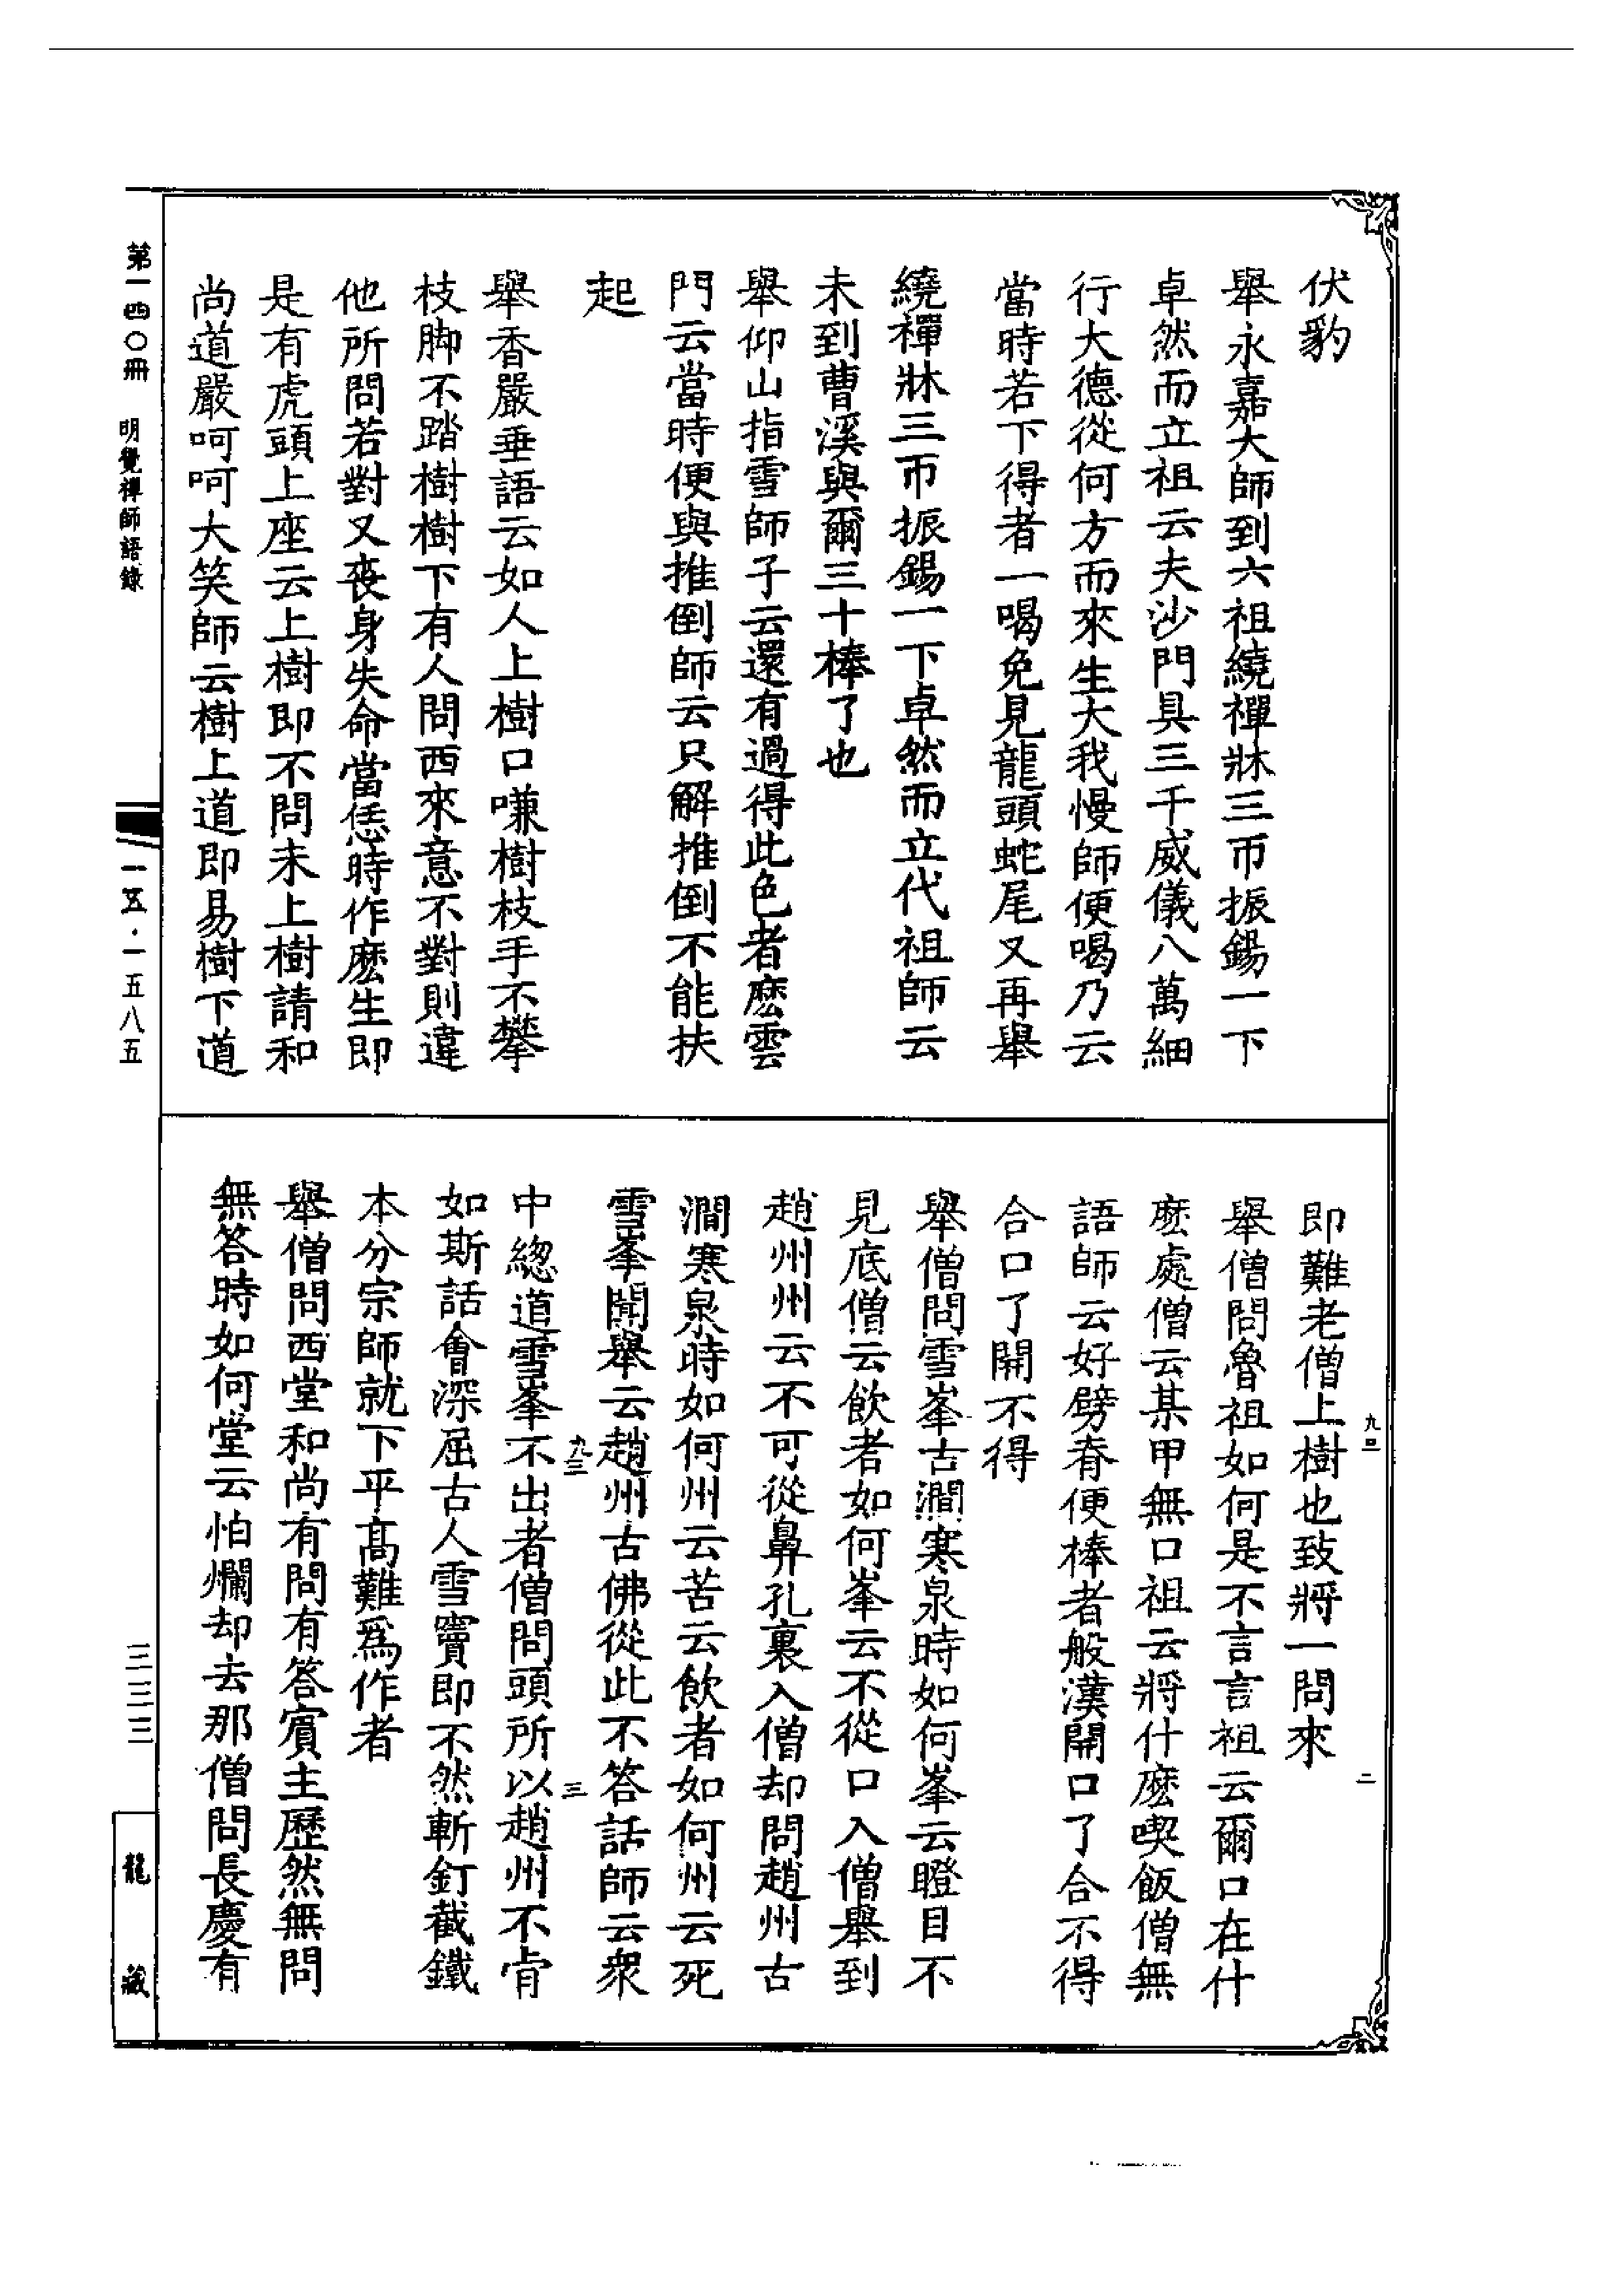 伏豹
舉永嘉大師到六祖繞禪牀三帀振錫一下
卓然而立祖云夫沙門具三千威儀八萬細
行大德從何方而來生大我慢師便喝乃云
當時若下得者一喝免見龍頭蛇尾又再舉
繞禪牀三帀振錫一下卓然而立代祖師云
未到曹溪與爾三十棒了也
舉仰山指雪師子云還有過得此色者麽雲
門云當時便與推倒師云只解推倒不能扶
起
舉香嚴垂語云如人上樹口嗛樹枝手不攀
枝脚不踏樹樹下有人問西來意不對則違
他所問若對又喪身失命當恁時作麽生即
是有虎頭上座云上樹即不問未上樹請和
尚道嚴呵呵大笑師云樹上道即易樹下道
即難老僧上樹也致將一問來
舉僧問魯祖如何是不言言祖云爾口在什
麽處僧云某甲無口祖云將什麽喫飯僧無
語師云好劈脊便棒者般漢開口了合不得
合口了開不得
舉僧問雪峯古澗寒泉時如何峯云瞪目不
見底僧云飲者如何峯云不從口入僧舉到
趙州州云不可從鼻孔裏入僧却問趙州古
澗寒泉時如何州云苦云飲者如何州云死
雪峯聞舉云趙州古佛從此不答話師云衆
中總道雪峯不出者僧問頭所以趙州不肯
如斯話會深屈古人雪竇即不然斬釘截鐵
本分宗師就下平高難爲作者
舉僧問西堂和尚有問有答賓主歷然無問
無答時如何堂云怕爛却去那僧問長慶有
第一四〇冊 明覺禪師語錄
一五·一五八五
三三三
龍藏
二
九三
三